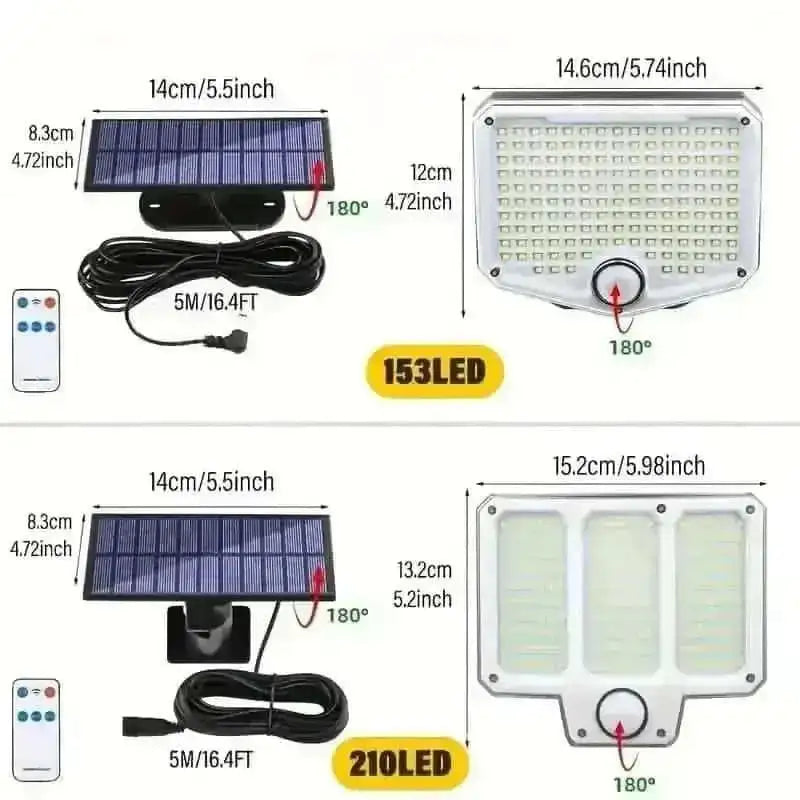 14cm/5.5inch
8.3cm
4.72inch
180°
5M/16.4FT
14.6cm/5.74inch
12cm
4.72inch
180°
153LED
14cm/5.5inch
8.3cm
4.72inch
180°
5M/16.4FT
15.2cm/5.98inch
13.2cm
5.2inch
180°
210LED